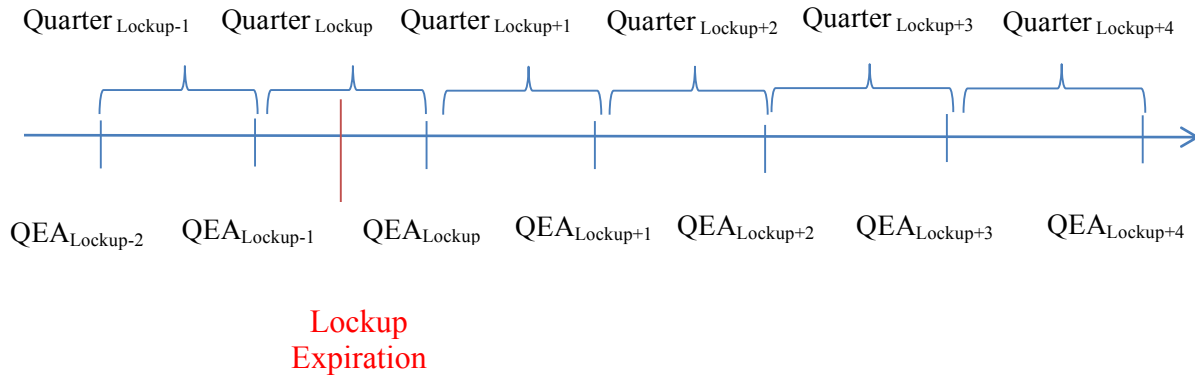 Quarter Lockup-1 Quarter Lockup Quarter Lockup+1 Quarter Lockup+2 Quarter Lockup+3 Quarter Lockup+4
QEALockup-2 QEALockup-1 QEALockup QEALockup+1 QEALockup+2 QEALockup+3 QEALockup+4
Lockup
Expiration